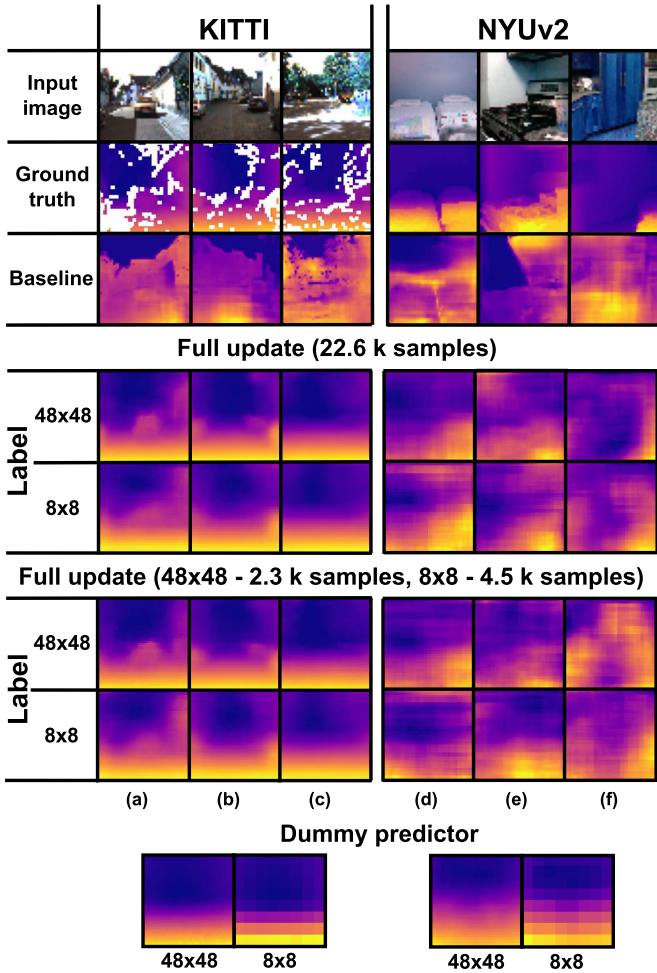 KITTI NYUv2
Input
image
Ground
truth
Baseline
Full update (22.6 k samples)
Label
48x48
8x8
Full update (48x48 - 2.3 k samples, 8x8 - 4.5 k samples)
Label
48x48
8x8
(a) (b) (c) (d) (e) (f)
Dummy predictor
48x48 8x8 48x48 8x8